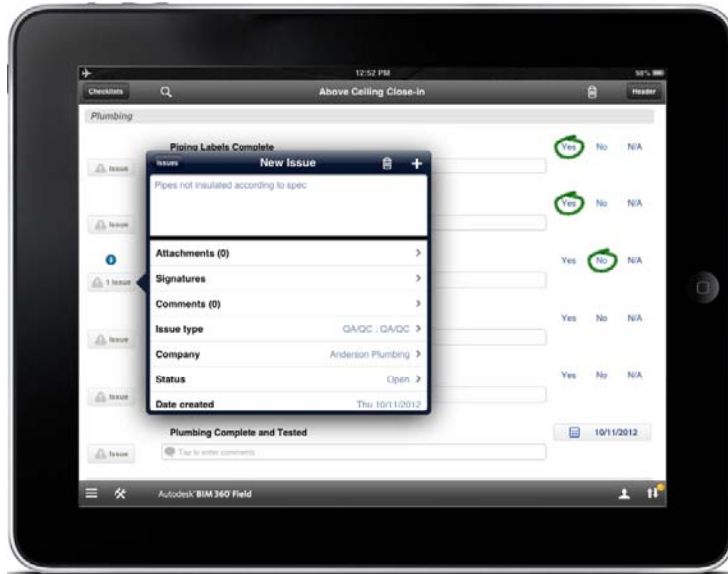 12:52 PM 98%
Checklists Above Ceiling Close-in Header
Plumbing
Piping Labels Complete Yes No N/A
Issue
Issues New Issue
Pipes not insulated according to spec
Yes No N/A
Issue
Attachments (0)
Yes No N/A
Signatures
1 Issue
Comments (0)
Yes No N/A
Issue type QA/QC : QA/QC
Issue
Company Anderson Plumbing
Yes No N/A
Status Open
Issue
Date created Thu 10/11/2012
Plumbing Complete and Tested 10/11/2012
Issue Tap to enter comments
Autodesk® BIM 360® Field